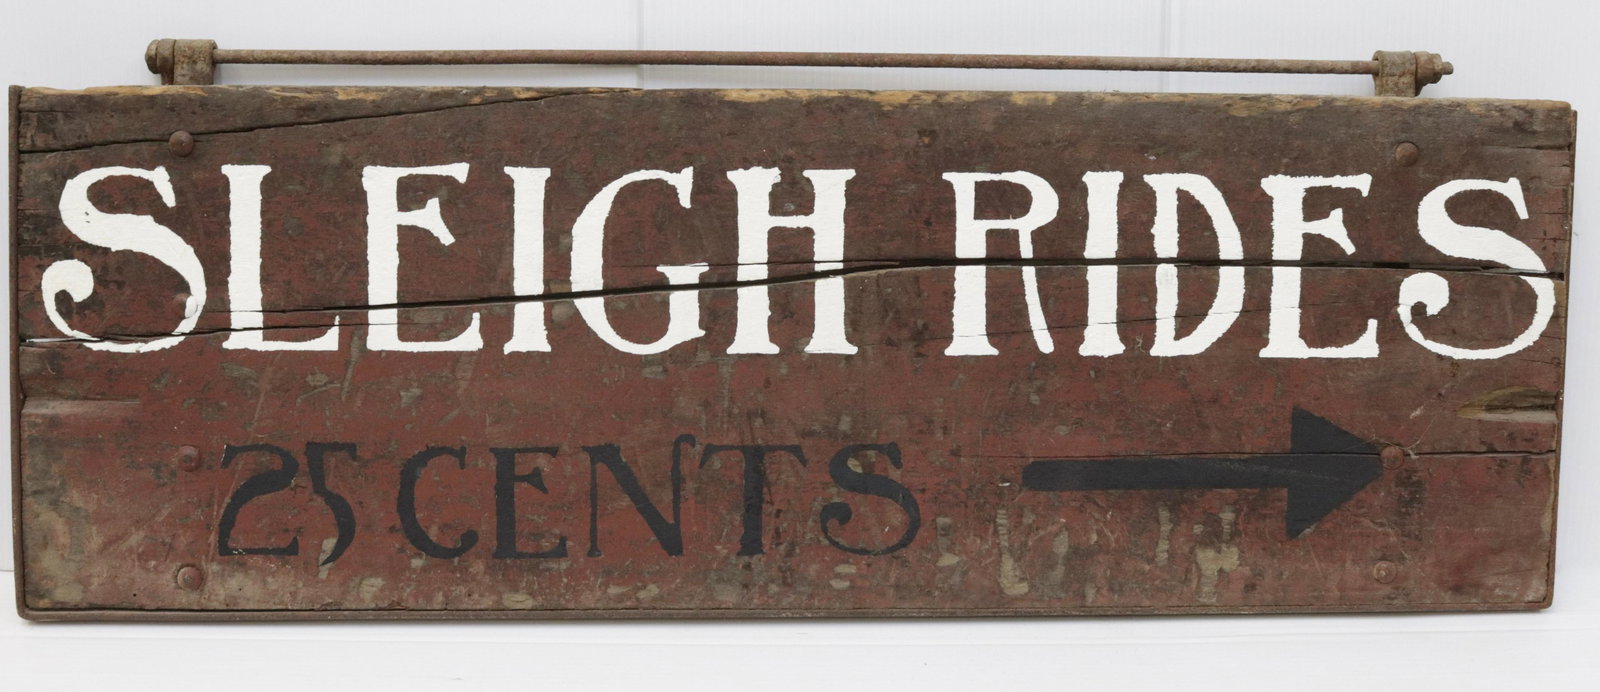 SLEIGH RIDES
25 CENTS